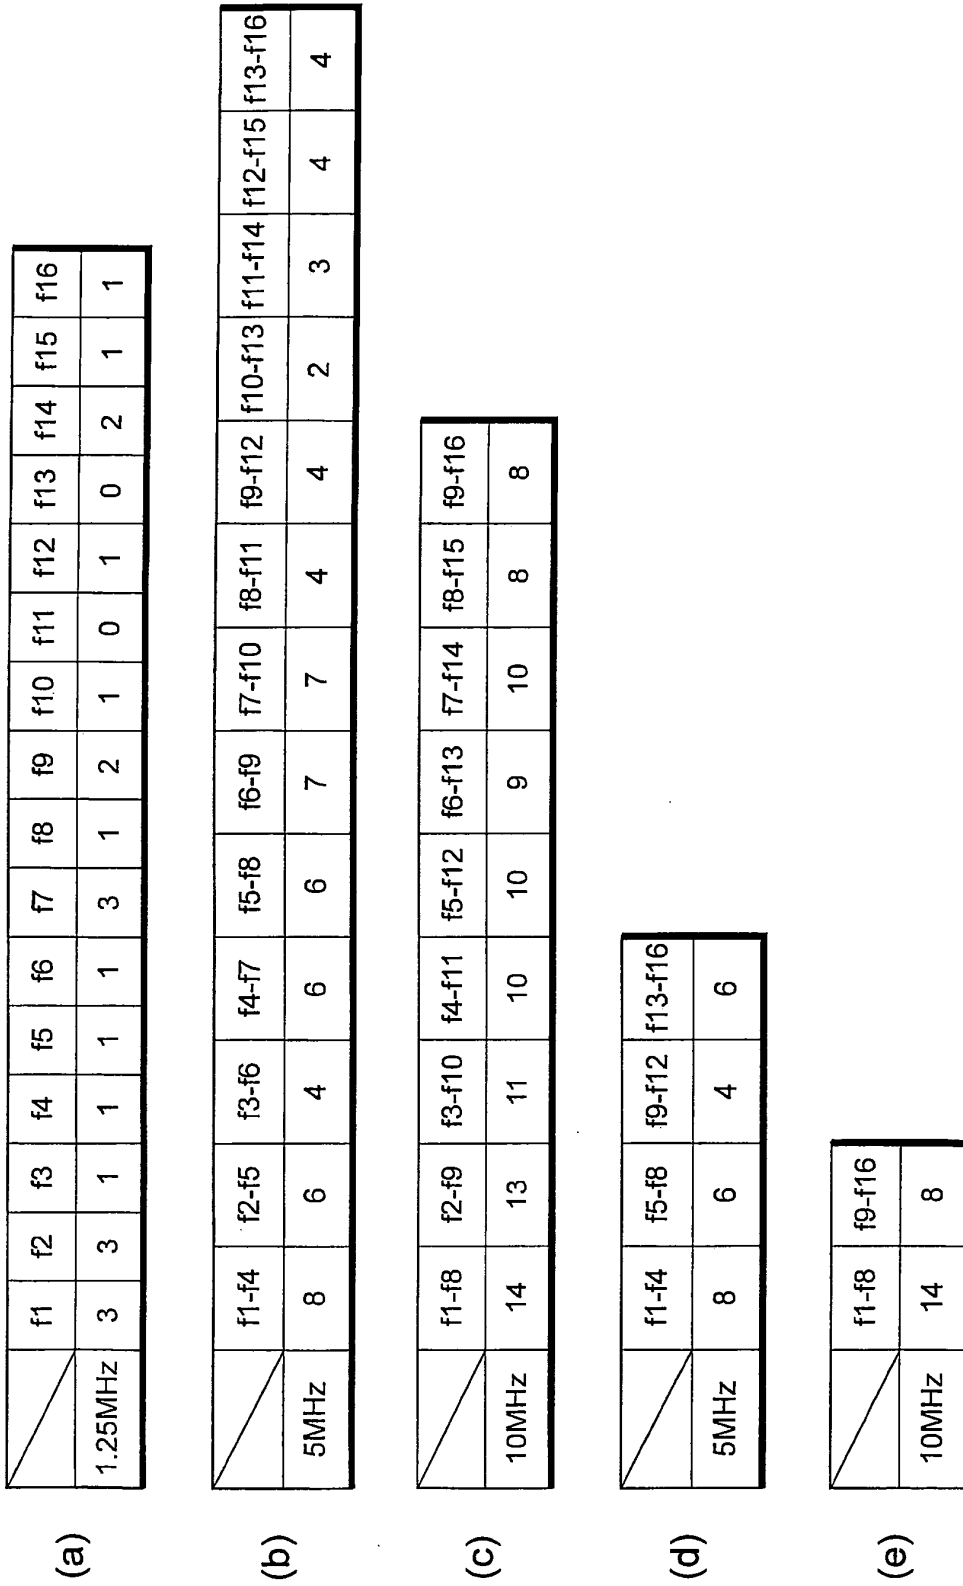 (a)
f1 f2 f3 f4 f5 f6 f7 f8 f9 f10 f11 f12 f13 f14 f15 f16
1.25MHz 3 3 1 1 1 1 3 1 2 1 0 1 0 2 1 1
(b)
f1-f4 f2-f5 f3-f6 f4-f7 f5-f8 f6-f9 f7-f10 f8-f11 f9-f12 f10-f13 f11-f14 f12-f15 f13-f16
5MHz 8 6 4 6 6 7 7 4 4 2 3 4 4
(c)
f1-f8 f2-f9 f3-f10 f4-f11 f5-f12 f6-f13 f7-f14 f8-f15 f9-f16
10MHz 14 13 11 10 10 9 10 8 8
(d)
f1-f4 f5-f8 f9-f12 f13-f16
5MHz 8 6 4 6
(e)
f1-f8 f9-f16
10MHz 14 8